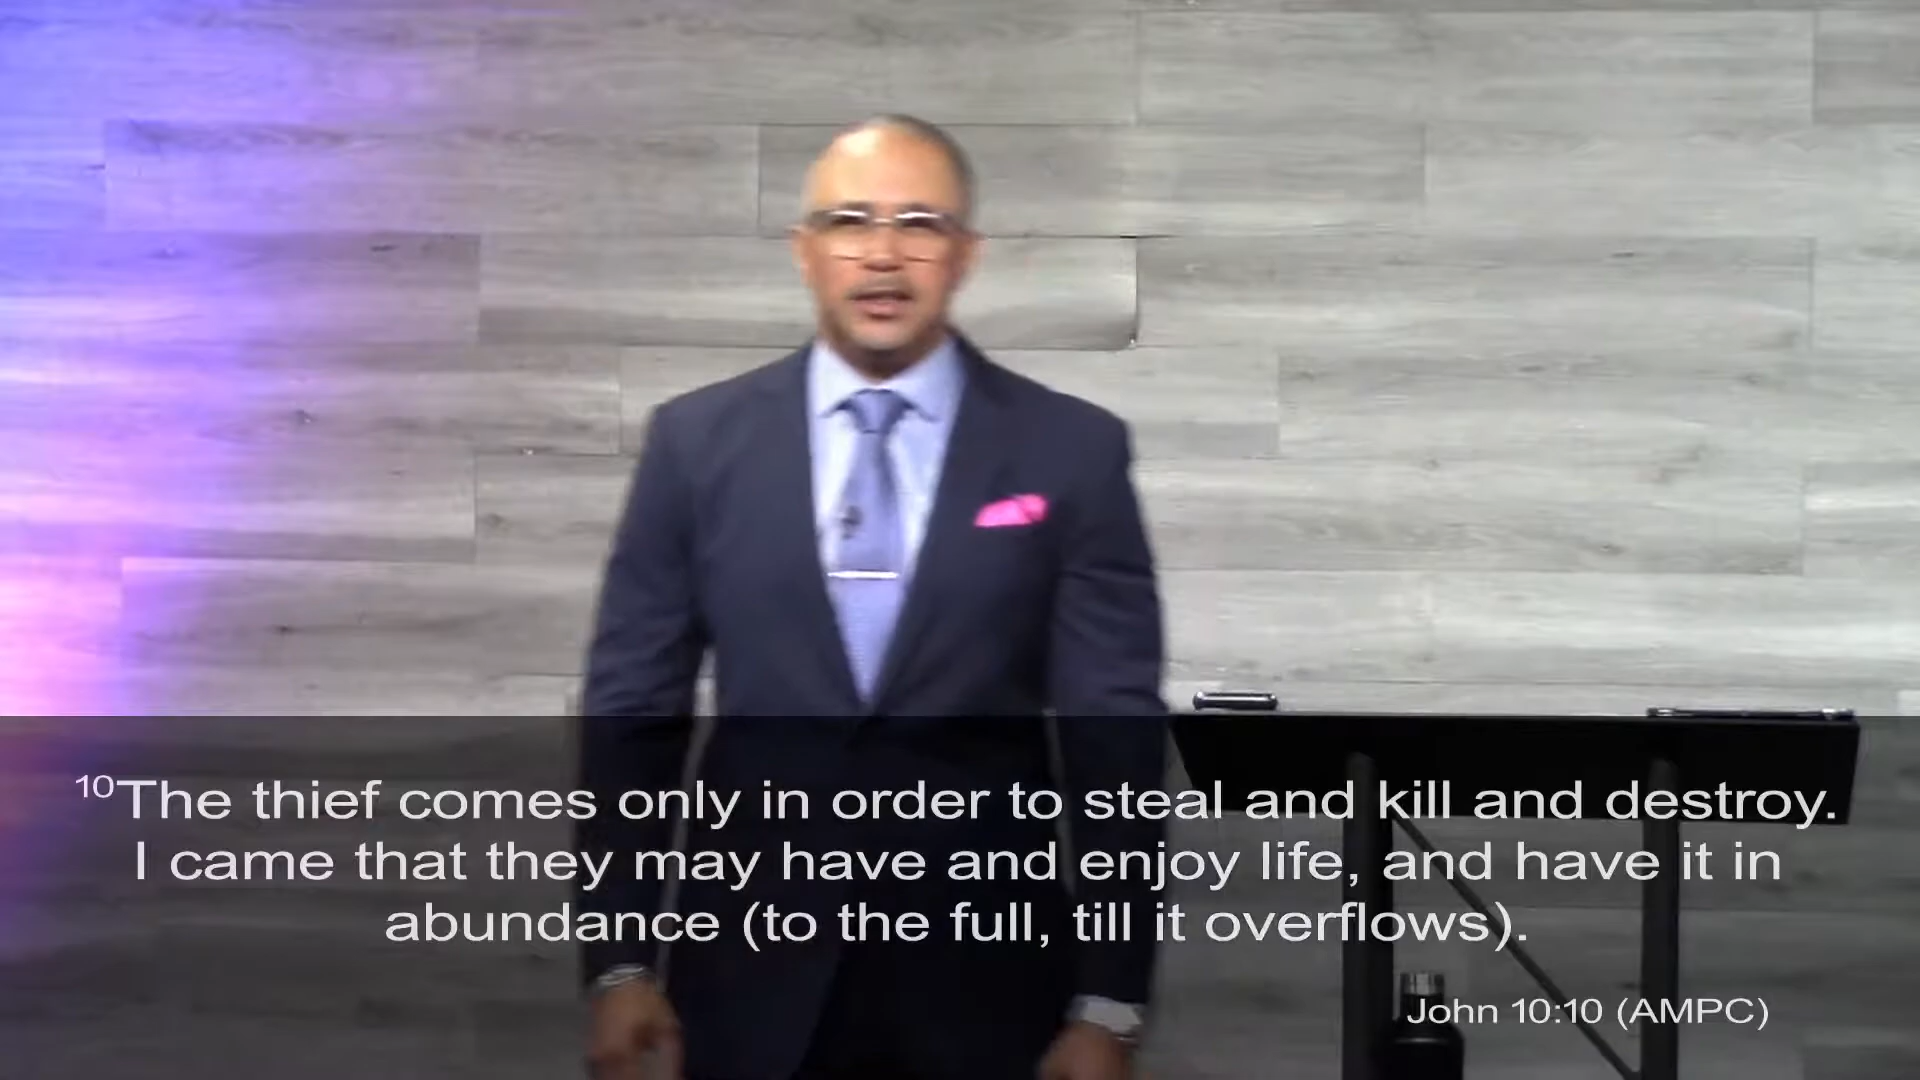 10The thief comes only in order to steal and kill and destroy.
I came that they may have and enjoy life, and have it in
abundance (to the full, till it overflows).
John 10:10 (AMPC)